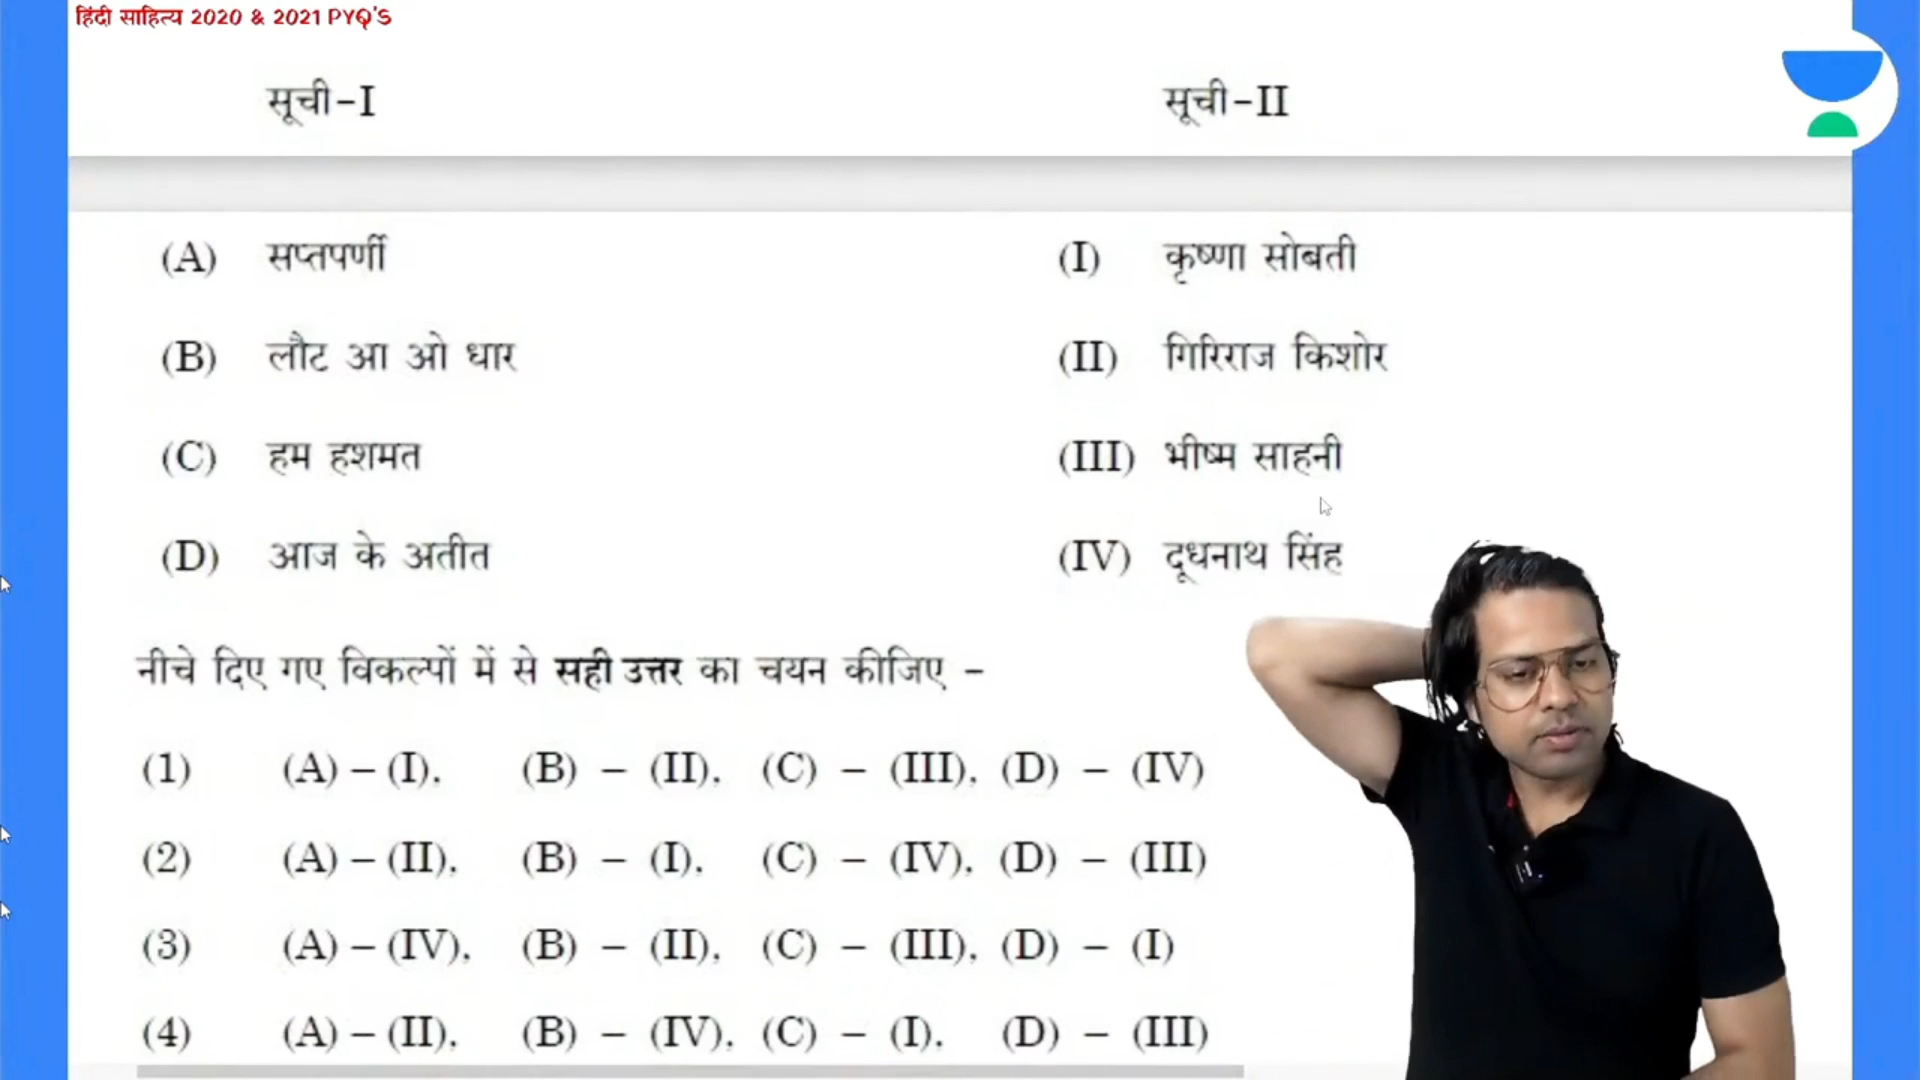 हिंदी साहित्य 2020 & 2021 PYQ'S
सूची-I सूची-II
(A) सप्तपर्णी (I) कृष्णा सोबती
(B) लौट आ ओ धार (II) गिरिराज किशोर
(C) हम हशमत (III) भीष्म साहनी
(D) आज के अतीत (IV) दूधनाथ सिंह
नीचे दिए गए विकल्पों में से सही उत्तर का चयन कीजिए –
(1) (A) – (I), (B) – (II), (C) – (III), (D) – (IV)
(2) (A) – (II), (B) – (I), (C) – (IV), (D) – (III)
(3) (A) – (IV), (B) – (II), (C) – (III), (D) – (I)
(4) (A) – (II), (B) – (IV), (C) – (I), (D) – (III)